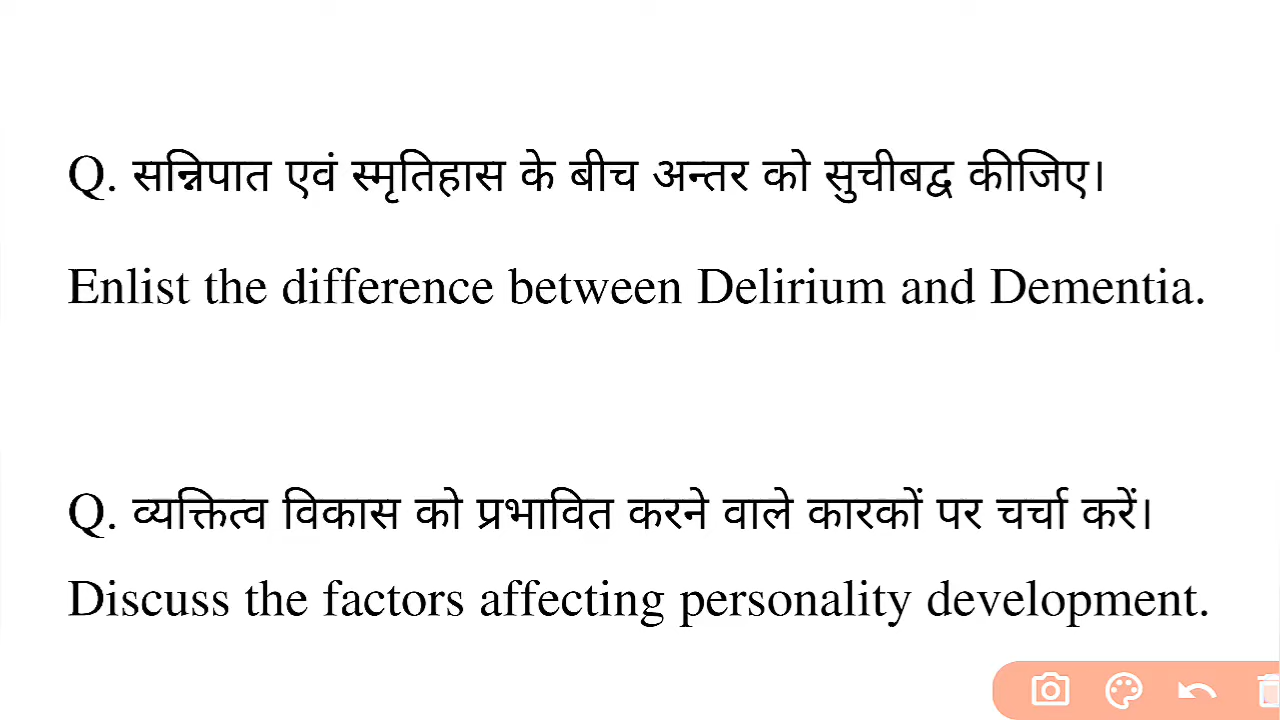 Q. सन्निपात एवं स्मृतिहास के बीच अन्तर को सुचीबद्व कीजिए।
Enlist the difference between Delirium and Dementia.
Q. व्यक्तित्व विकास को प्रभावित करने वाले कारकों पर चर्चा करें।
Discuss the factors affecting personality development.